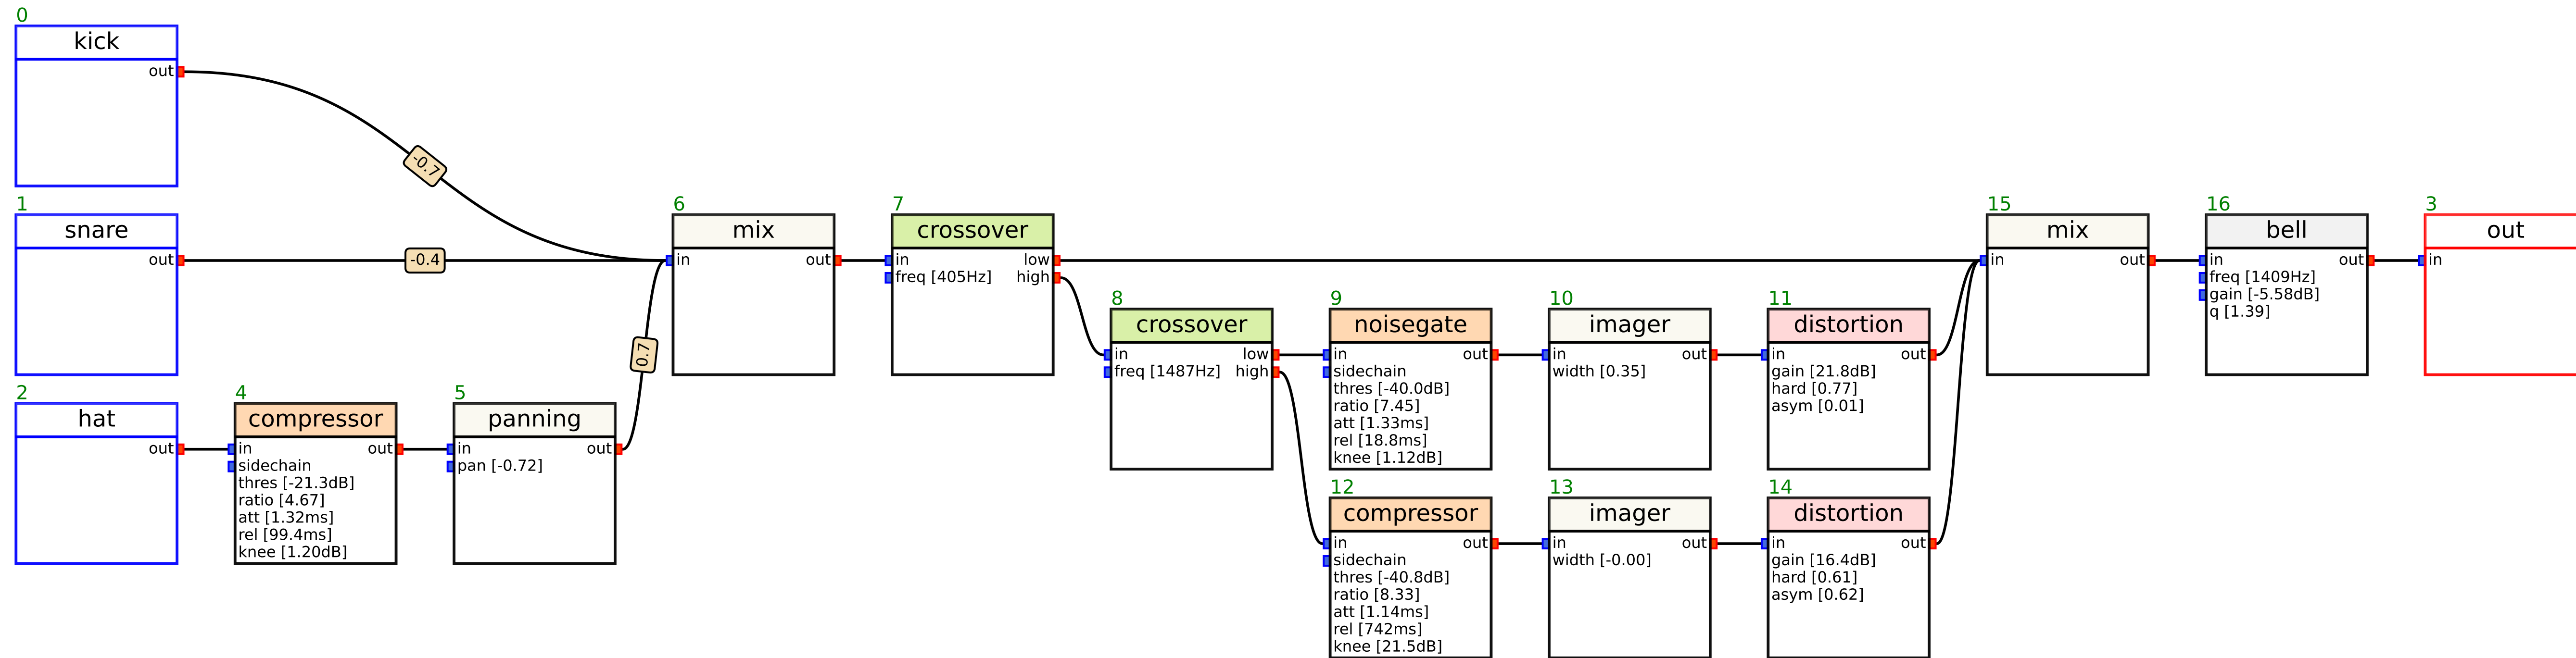 0
kick
out
-0.7
1
snare
out
-0.4
2
hat
out
4
compressor
in out
sidechain
thres [-21.3dB]
ratio [4.67]
att [1.32ms]
rel [99.4ms]
knee [1.20dB]
5
panning
in out
pan [-0.72]
0.7
6
mix
in out
7
crossover
in low
freq [405Hz] high
8
crossover
in low
freq [1487Hz] high
9
noisegate
in out
sidechain
thres [-40.0dB]
ratio [7.45]
att [1.33ms]
rel [18.8ms]
knee [1.12dB]
10
imager
in out
width [0.35]
11
distortion
in out
gain [21.8dB]
hard [0.77]
asym [0.01]
12
compressor
in out
sidechain
thres [-40.8dB]
ratio [8.33]
att [1.14ms]
rel [742ms]
knee [21.5dB]
13
imager
in out
width [-0.00]
14
distortion
in out
gain [16.4dB]
hard [0.61]
asym [0.62]
15
mix
in out
16
bell
in out
freq [1409Hz]
gain [-5.58dB]
q [1.39]
3
out
in